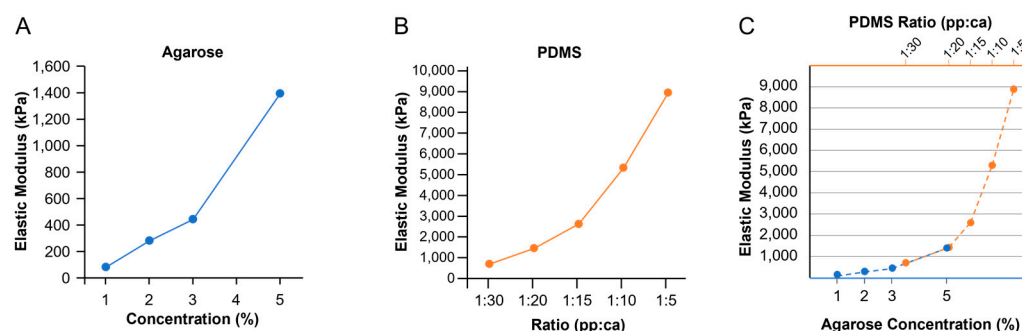 A
Agarose
Elastic Modulus (kPa)
1,600
1,400
1,200
1,000
800
600
400
200
0
1 2 3 4 5
Concentration (%)
B
PDMS
Elastic Modulus (kPa)
10,000
9,000
8,000
7,000
6,000
5,000
4,000
3,000
2,000
1,000
0
1:30 1:20 1:15 1:10 1:5
Ratio (pp:ca)
C
PDMS Ratio (pp:ca)
1:30 1:20 1:15 1:10 1:5
Elastic Modulus (kPa)
9,000
8,000
7,000
6,000
5,000
4,000
3,000
2,000
1,000
1 2 3 5
Agarose Concentration (%)